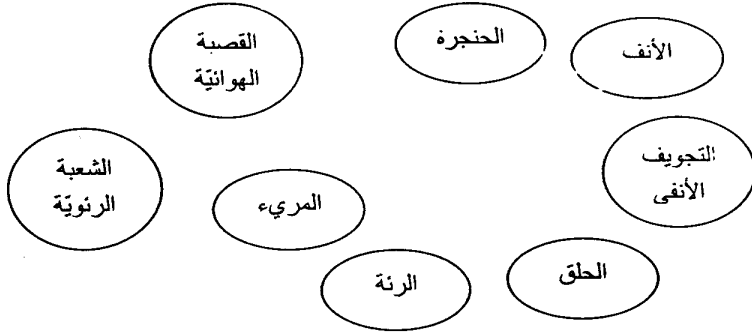 الأنف
الحنجرة
القصبة
الهوائيّة
التجويف
الأنفى
الشعبة
الرئويّة
المريء
الحلق
الرئة